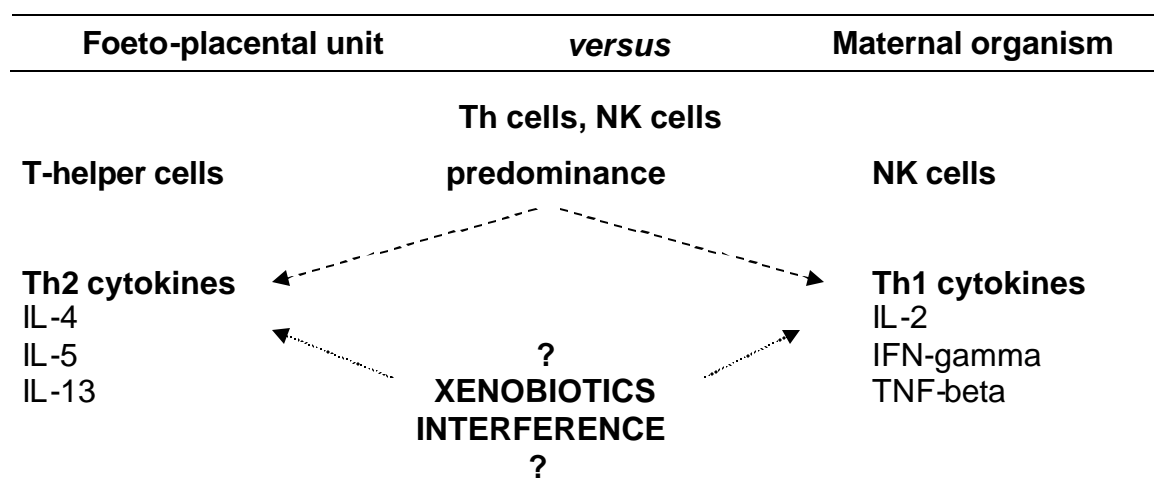 Foeto-placental unit versus Maternal organism
Th cells, NK cells
T-helper cells predominance NK cells
Th2 cytokines Th1 cytokines
IL-4 IL-2
IL-5 ? IFN-gamma
IL-13 XENOBIOTICS TNF-beta
INTERFERENCE
?